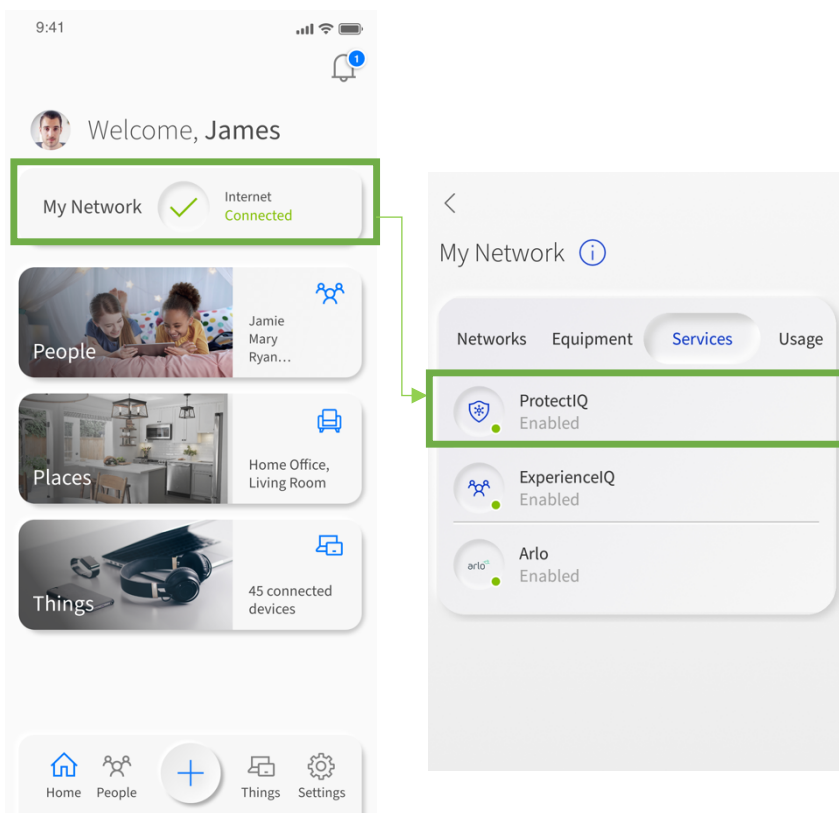 9:41
1
Welcome, James
My Network
Internet
Connected
People
Jamie
Mary
Ryan...
Places
Home Office,
Living Room
Things
45 connected
devices
Home People + Things Settings
My Network i
Networks Equipment Services Usage
ProtectIQ
Enabled
ExperienceIQ
Enabled
arlo
Arlo
Enabled